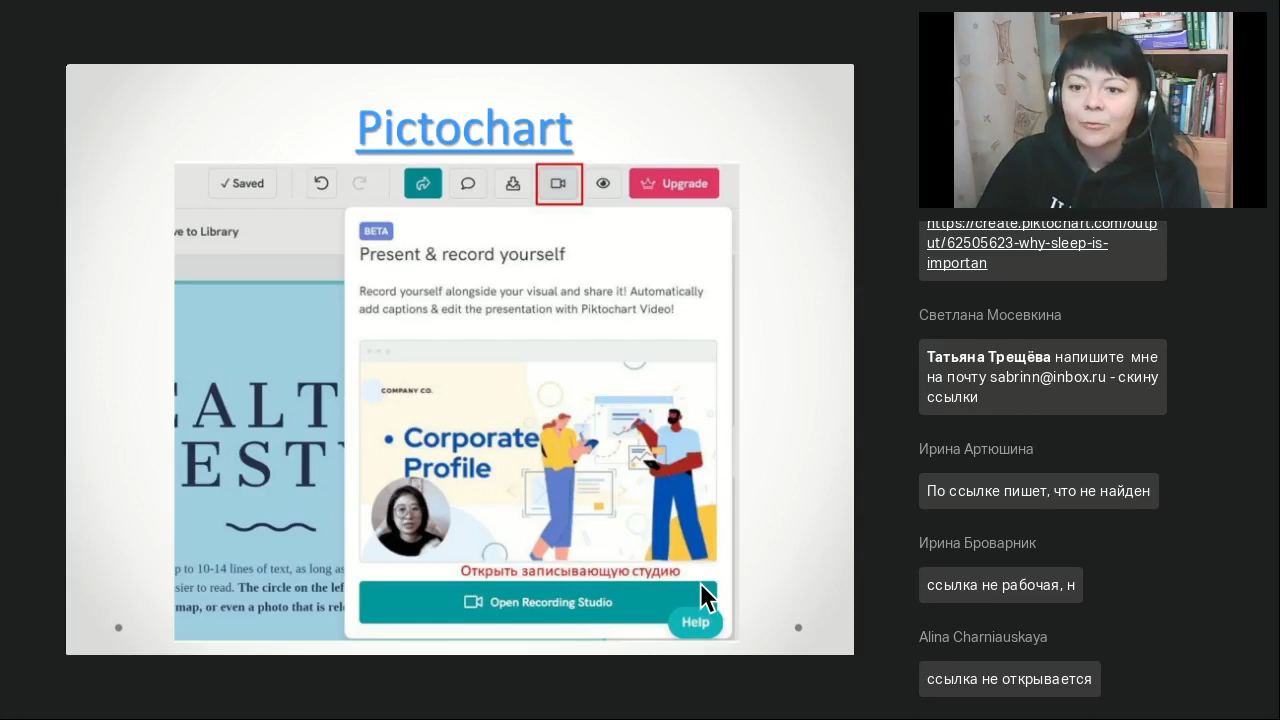 Pictochart
✓ Saved
Upgrade
ve to Library
BETA
Present & record yourself
Record yourself alongside your visual and share it! Automatically
add captions & edit the presentation with Piktochart Video!
COMPANY CO.
• Corporate
Profile
EALT
EST
p to 10-14 lines of text, as long as
sier to read. The circle on the lef
map, or even a photo that is rel
Открыть записывающую студию
Open Recording Studio
Help
https://create.piktochart.com/outp
ut/62505623-why-sleep-is-
importan
Светлана Мосевкина
Татьяна Трещёва напишите мне
на почту sabrinn@inbox.ru - скину
ссылки
Ирина Артюшина
По ссылке пишет, что не найден
Ирина Броварник
ссылка не рабочая, н
Alina Charniauskaya
ссылка не открывается